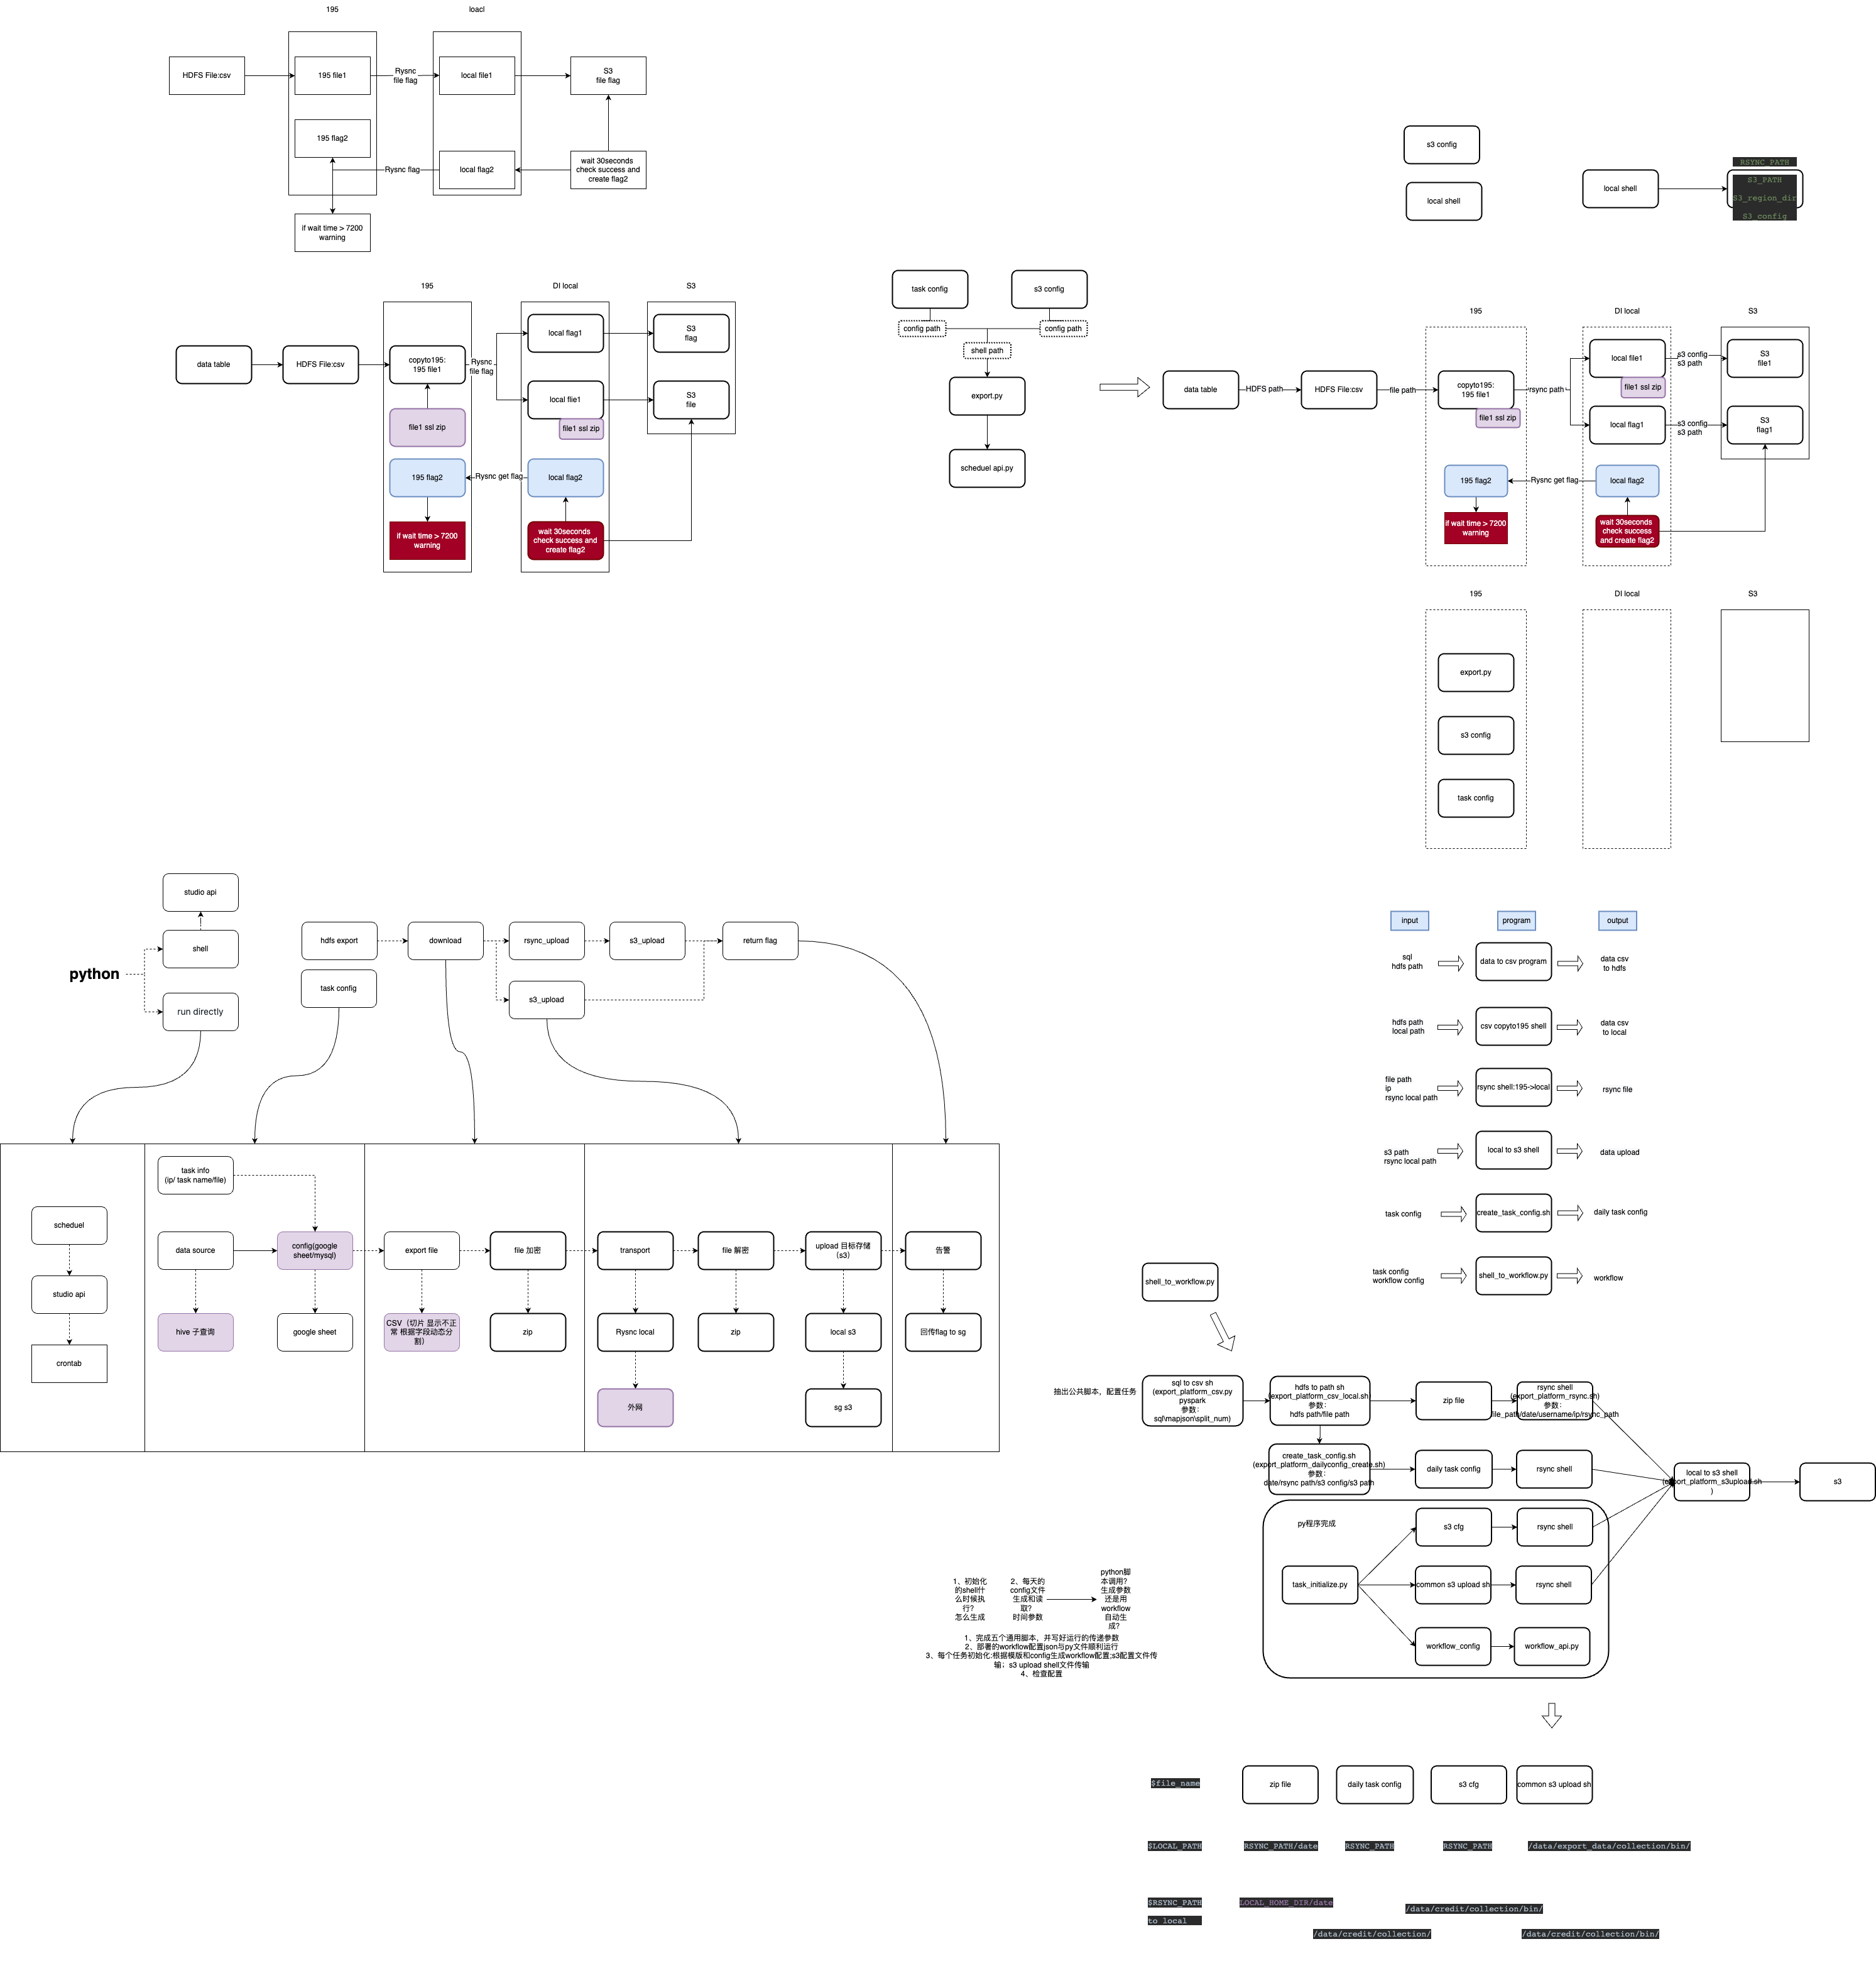 195
loacl
HDFS File:csv
195 file1
Rysnc
file flag
local file1
S3
file flag
195 flag2
Rysnc flag
local flag2
wait 30seconds
check success and
create flag2
if wait time > 7200
warning
s3 config
local shell
local shell
RSYNC_PATH
S3_PATH
S3_region_dir
S3_config
195
DI local
S3
data table
HDFS File:csv
copyto195:
195 file1
Rysnc
file flag
local flag1
S3
flag
local flie1
S3
file
file1 ssl zip
file1 ssl zip
195 flag2
Rysnc get flag
local flag2
if wait time > 7200
warning
wait 30seconds
check success and
create flag2
task config
s3 config
config path
config path
shell path
export.py
scheduel api.py
195
DI local
S3
data table
HDFS path
HDFS File:csv
file path
copyto195:
195 file1
file1 ssl zip
rsync path
local file1
file1 ssl zip
s3 config
s3 path
S3
file1
local flag1
s3 config
s3 path
S3
flag1
195 flag2
Rysnc get flag
local flag2
if wait time > 7200
warning
wait 30seconds
check success
and create flag2
195
DI local
S3
export.py
s3 config
task config
studio api
shell
python
run directly
hdfs export
download
rsync_upload
s3_upload
return flag
task config
s3_upload
task info
(ip/ task name/file)
scheduel
data source
config(google
sheet/mysql)
export file
file 加密
transport
file 解密
upload 目标存储
（s3）
告警
studio api
hive 子查询
google sheet
CSV（切片 显示不正
常 根据字段动态分
割）
zip
Rysnc local
zip
local s3
回传flag to sg
crontab
外网
sg s3
input
program
output
sql
hdfs path
data to csv program
data csv
to hdfs
hdfs path
local path
csv copyto195 shell
data csv
to local
file path
ip
rsync local path
rsync shell:195->local
rsync file
s3 path
rsync local path
local to s3 shell
data upload
task config
create_task_config.sh
daily task config
task config
workflow config
shell_to_workflow.py
workflow
shell_to_workflow.py
抽出公共脚本，配置任务
sql to csv sh
(export_platform_csv.py
pyspark
参数：
sql\mapjson\split_num)
hdfs to path sh
(export_platform_csv_local.sh)
参数：
hdfs path/file path
zip file
rsync shell
(export_platform_rsync.sh)
参数：
file_path/date/username/ip/rsync_path
create_task_config.sh
(export_platform_dailyconfig_create.sh)
参数：
date/rsync path/s3 config/s3 path
daily task config
rsync shell
local to s3 shell
(export_platform_s3upload.sh
)
s3
py程序完成
s3 cfg
rsync shell
task_initialize.py
common s3 upload sh
rsync shell
workflow_config
workflow_api.py
1、初始化
的shell什
么时候执
行？
怎么生成
2、每天的
config文件
生成和读
取？
时间参数
python脚
本调用？
生成参数
还是用
workflow
自动生
成？
1、完成五个通用脚本，并写好运行的传递参数
2、部署的workflow配置json与py文件顺利运行
3、每个任务初始化:根据模版和config生成workflow配置;s3配置文件传
输；s3 upload shell文件传输
4、检查配置
$file_name
zip file
daily task config
s3 cfg
common s3 upload sh
$LOCAL_PATH
RSYNC_PATH/date
RSYNC_PATH
RSYNC_PATH
/data/export_data/collection/bin/
$RSYNC_PATH
to local
LOCAL_HOME_DIR/date
/data/credit/collection/bin/
/data/credit/collection/
/data/credit/collection/bin/